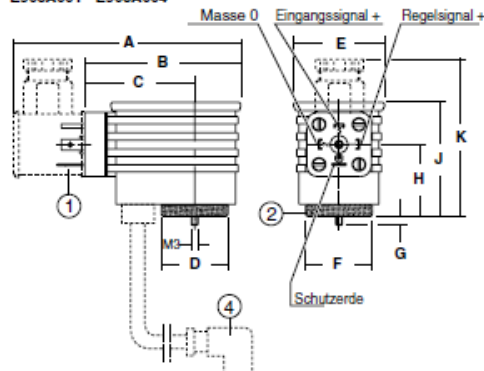 Masse 0 Eingangssignal + Regelsignal +
A
B
C
E
K
J
H
1
2
M3
D
F
G
Schutzerde
4